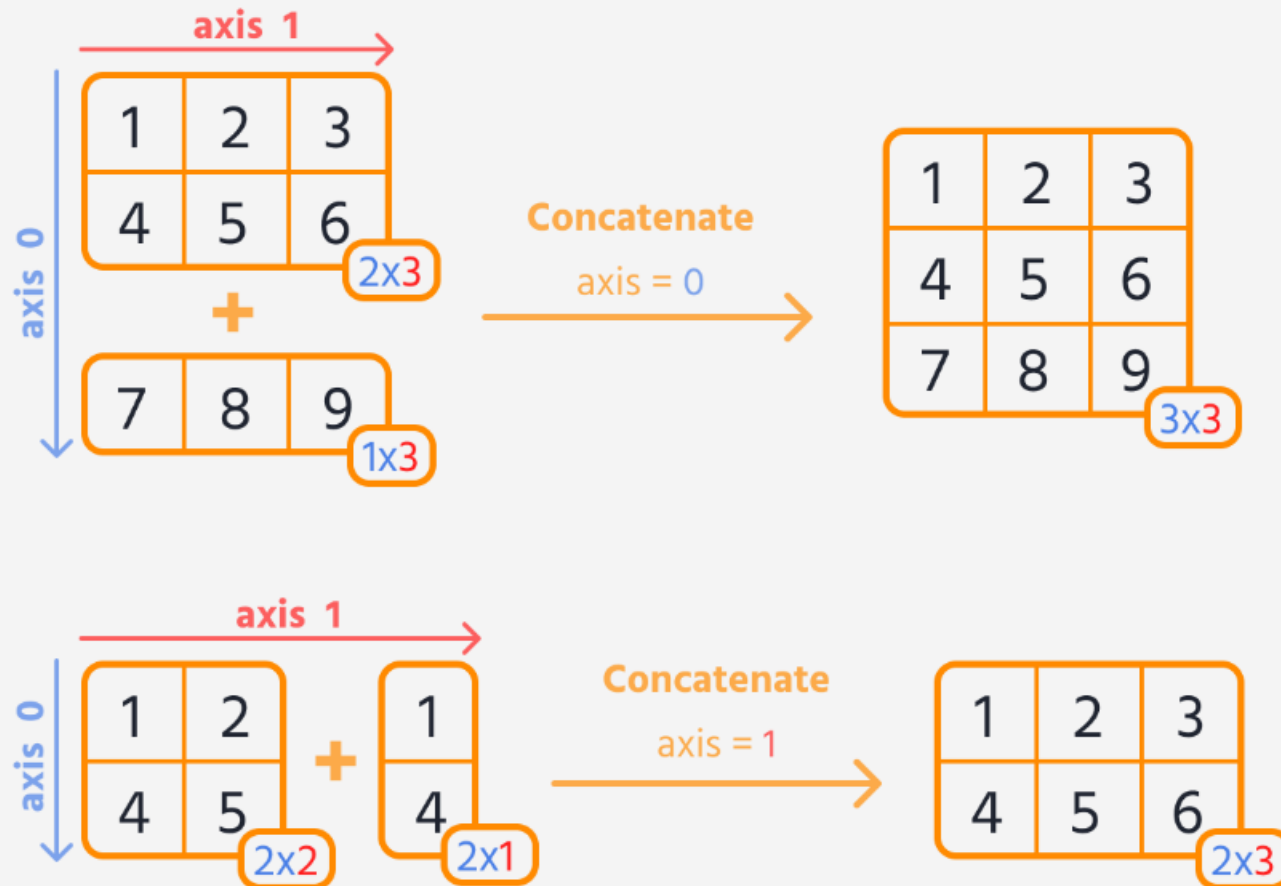 axis 1
axis 0
1 2 3
4 5 6
2x3
+
7 8 9
1x3
Concatenate
axis = 0
1 2 3
4 5 6
7 8 9
3x3
axis 1
axis 0
1 2
4 5
2x2
+
1
4
2x1
Concatenate
axis = 1
1 2 3
4 5 6
2x3